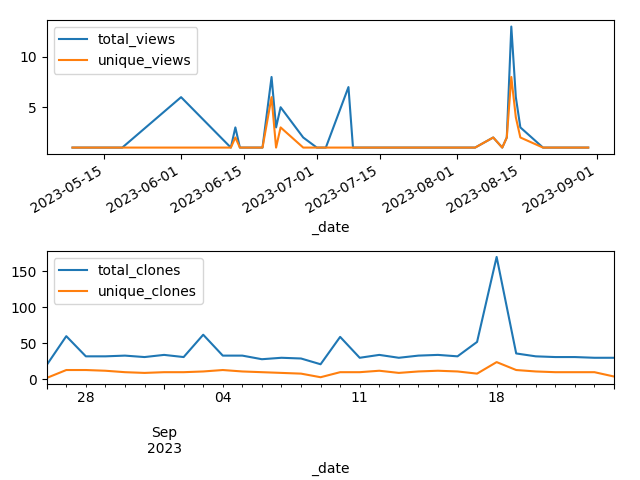 total_views
unique_views
10
5
2023-05-15
2023-06-01
2023-06-15
2023-07-01
2023-07-15
2023-08-01
2023-08-15
2023-09-01
_date
total_clones
unique_clones
150
100
50
0
28
04
11
18
Sep
2023
_date